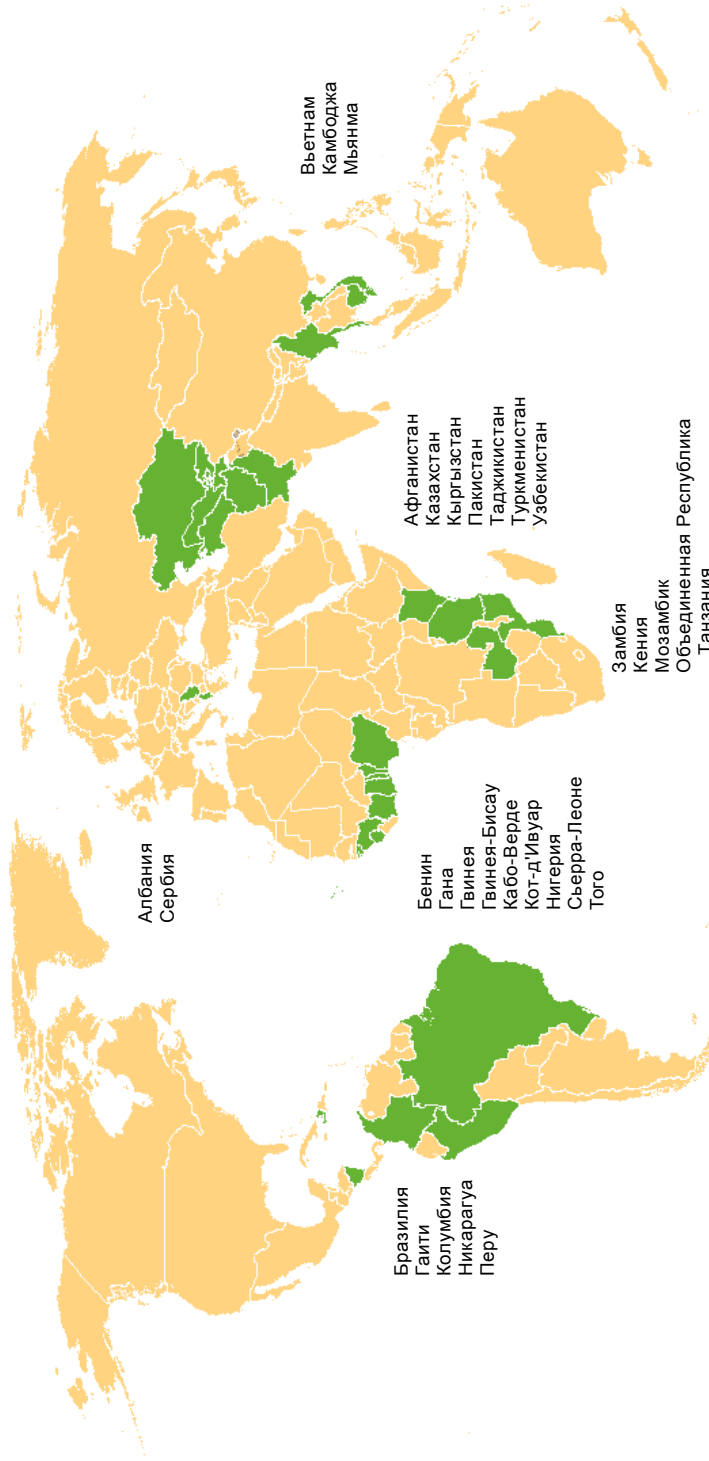 Албания
Сербия
Вьетнам
Камбоджа
Мьянма
Бразилия
Гаити
Колумбия
Никарагуа
Перу
Бенин
Гана
Гвинея
Гвинея-Бисау
Кабо-Верде
Кот-д'Ивуар
Нигерия
Сьерра-Леоне
Того
Афганистан
Казахстан
Кыргызстан
Пакистан
Таджикистан
Туркменистан
Узбекистан
Замбия
Кения
Мозамбик
Объединенная Республика
Танзания